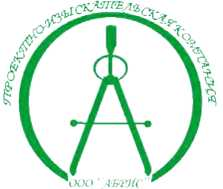 ПРОЕКТНО-ИЗЫСКАТЕЛЬСКАЯ КОМПАНИЯ
ООО "АБРИС"